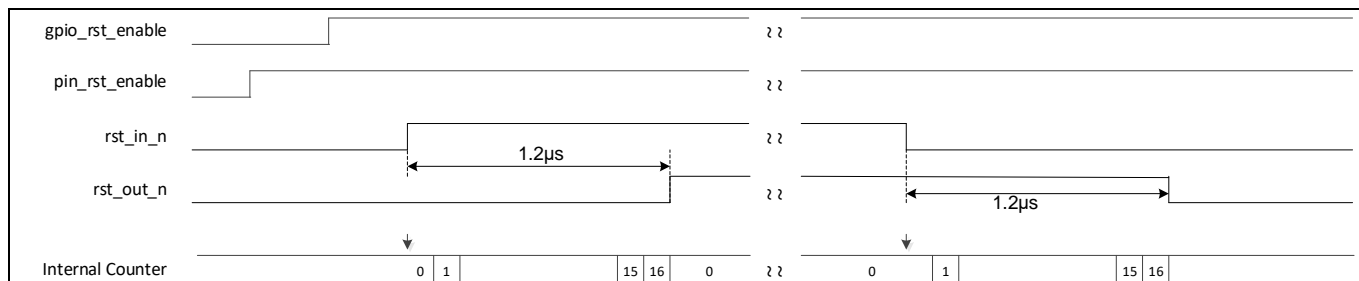 gpio_rst_enable
pin_rst_enable
rst_in_n
1.2µs
rst_out_n
1.2µs
Internal Counter 0 1 15 16 0 0 1 15 16